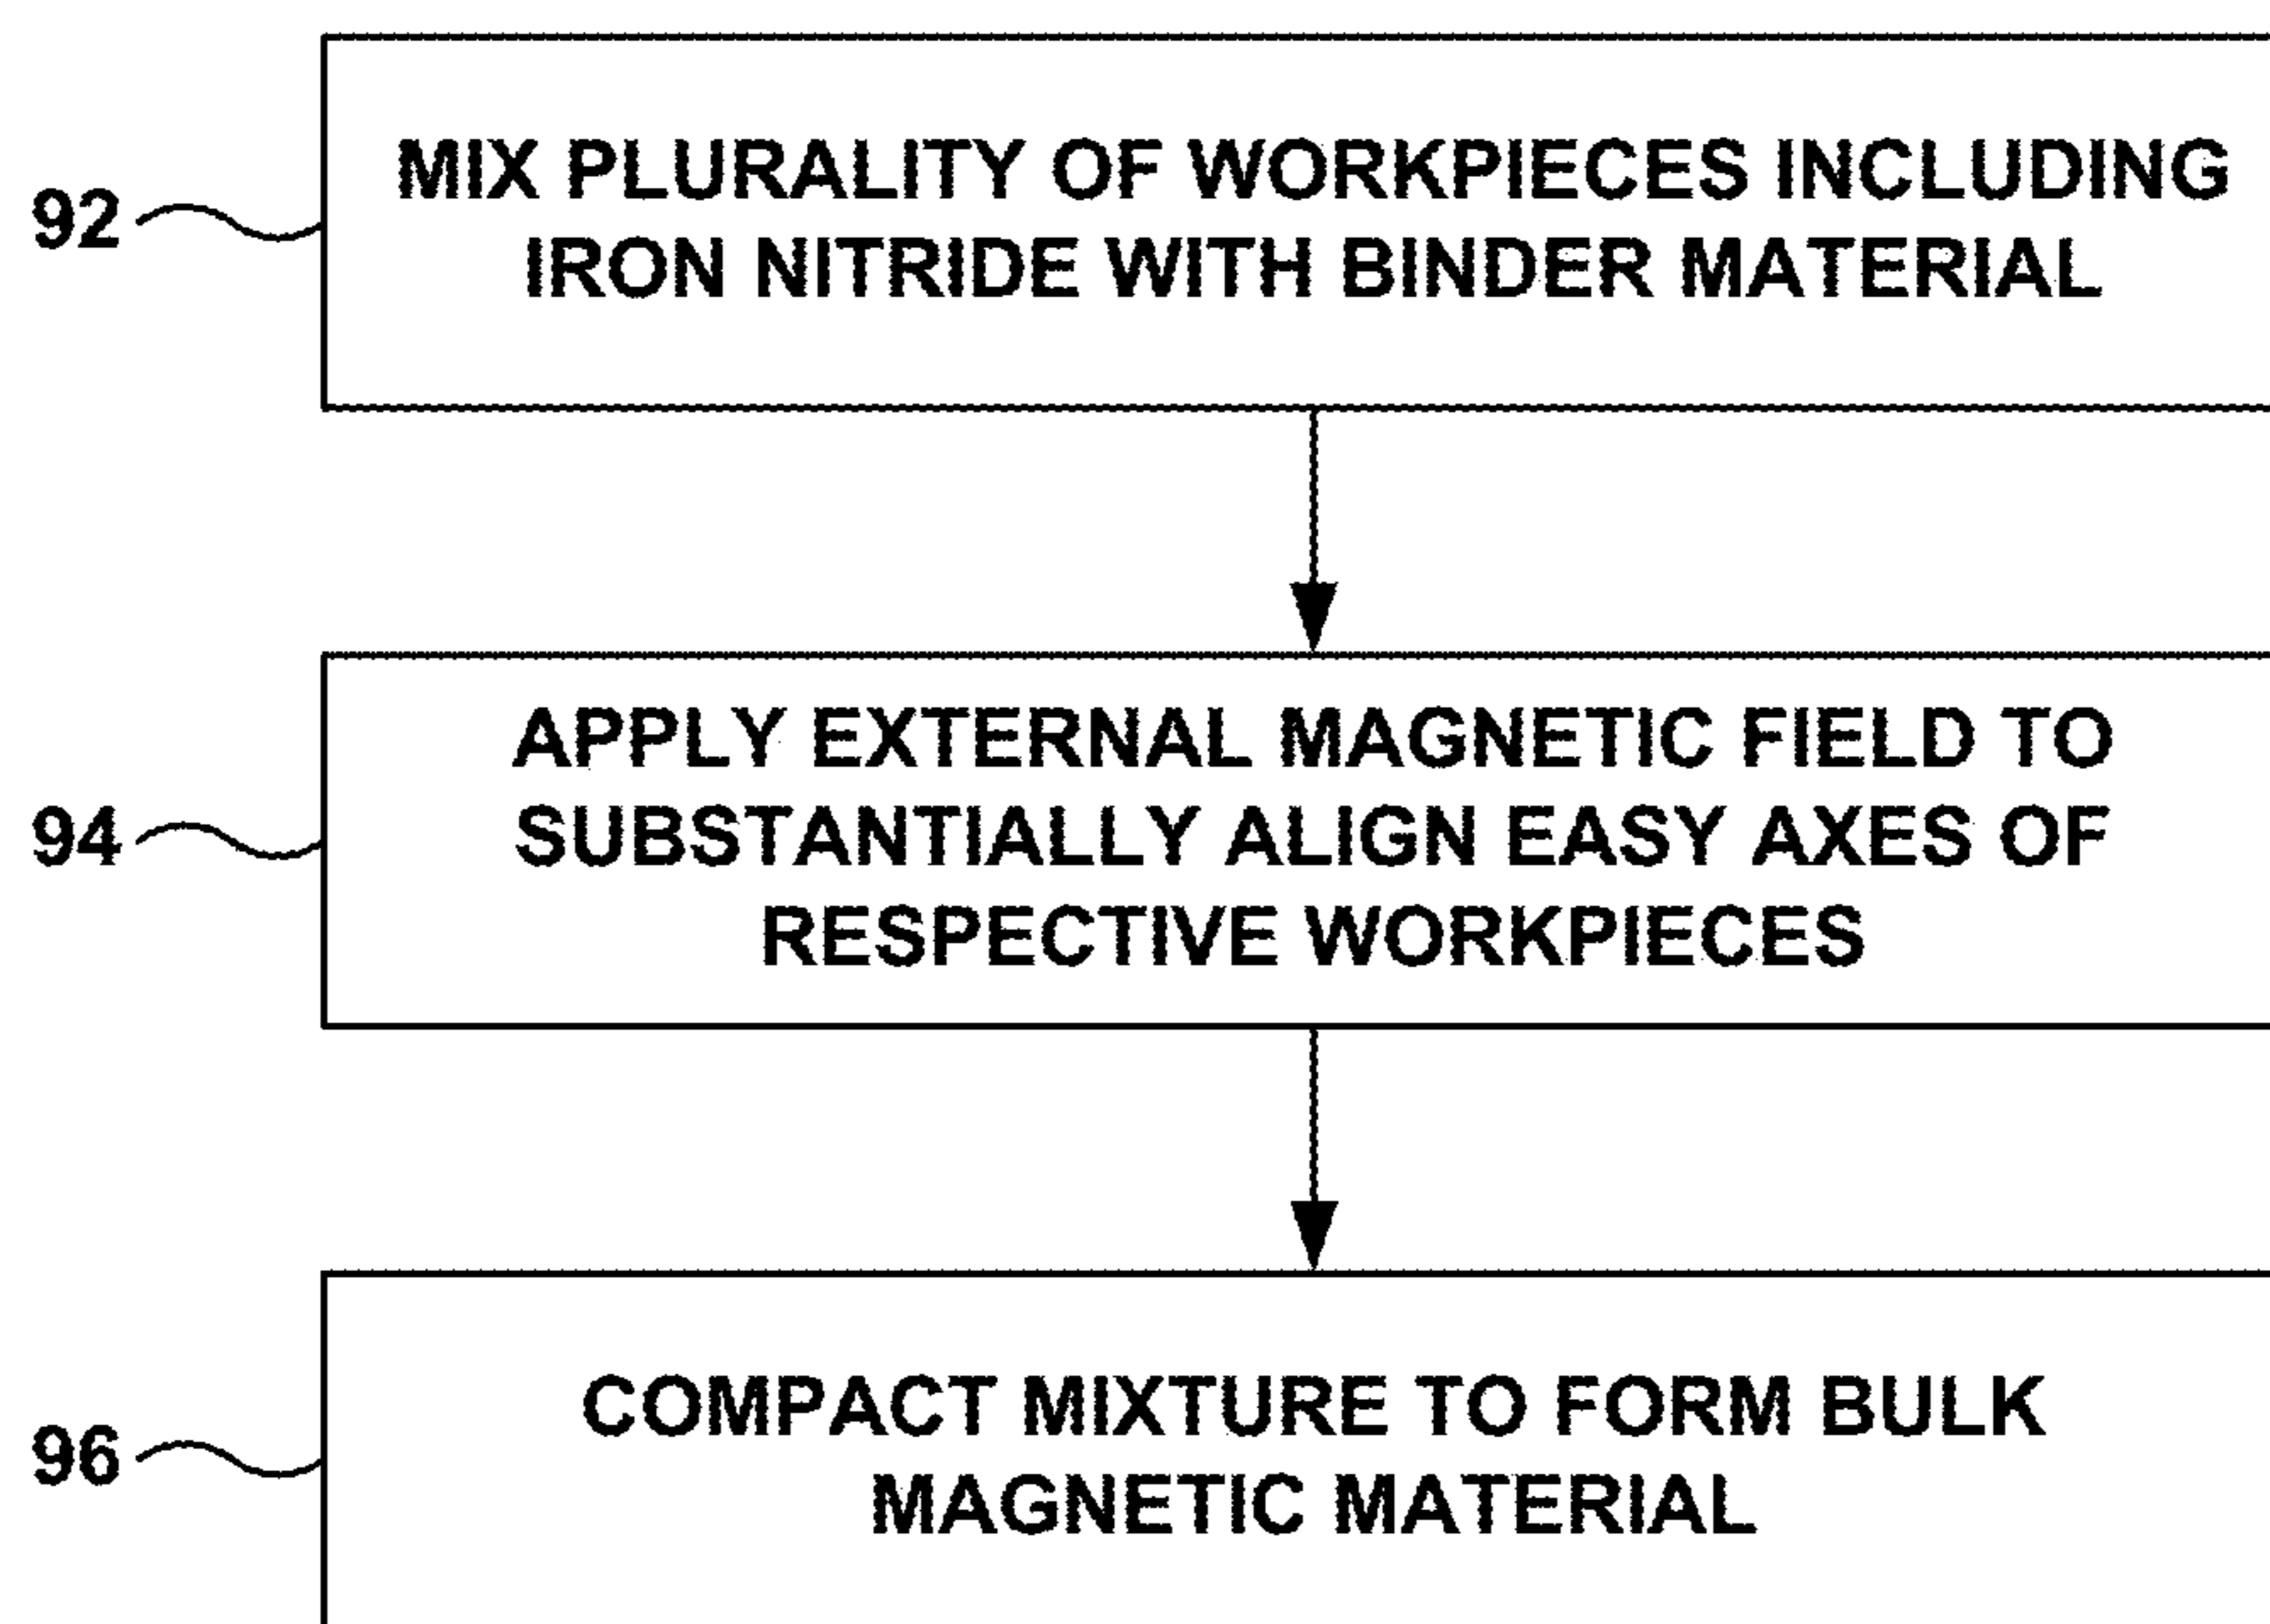 92
MIX PLURALITY OF WORKPIECES INCLUDING
IRON NITRIDE WITH BINDER MATERIAL
94
APPLY EXTERNAL MAGNETIC FIELD TO
SUBSTANTIALLY ALIGN EASY AXES OF
RESPECTIVE WORKPIECES
96
COMPACT MIXTURE TO FORM BULK
MAGNETIC MATERIAL